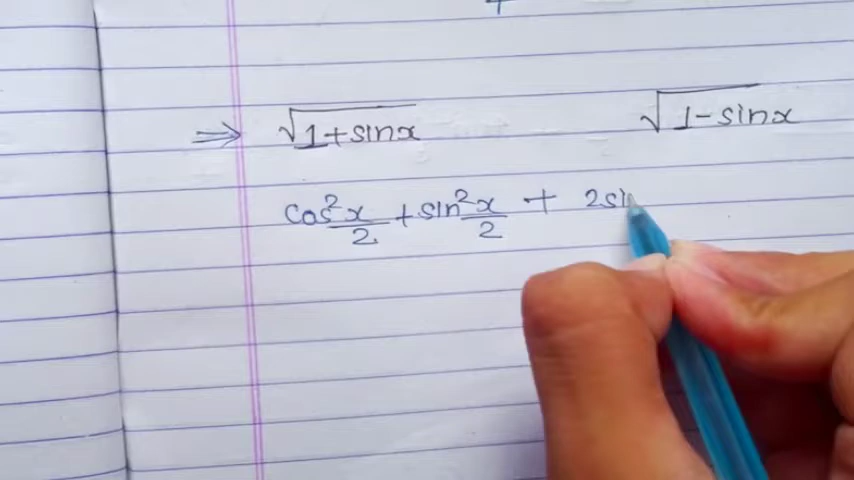 ⇒ √1+sinx √1-sinx
cos²x/2 + sin²x/2 + 2si